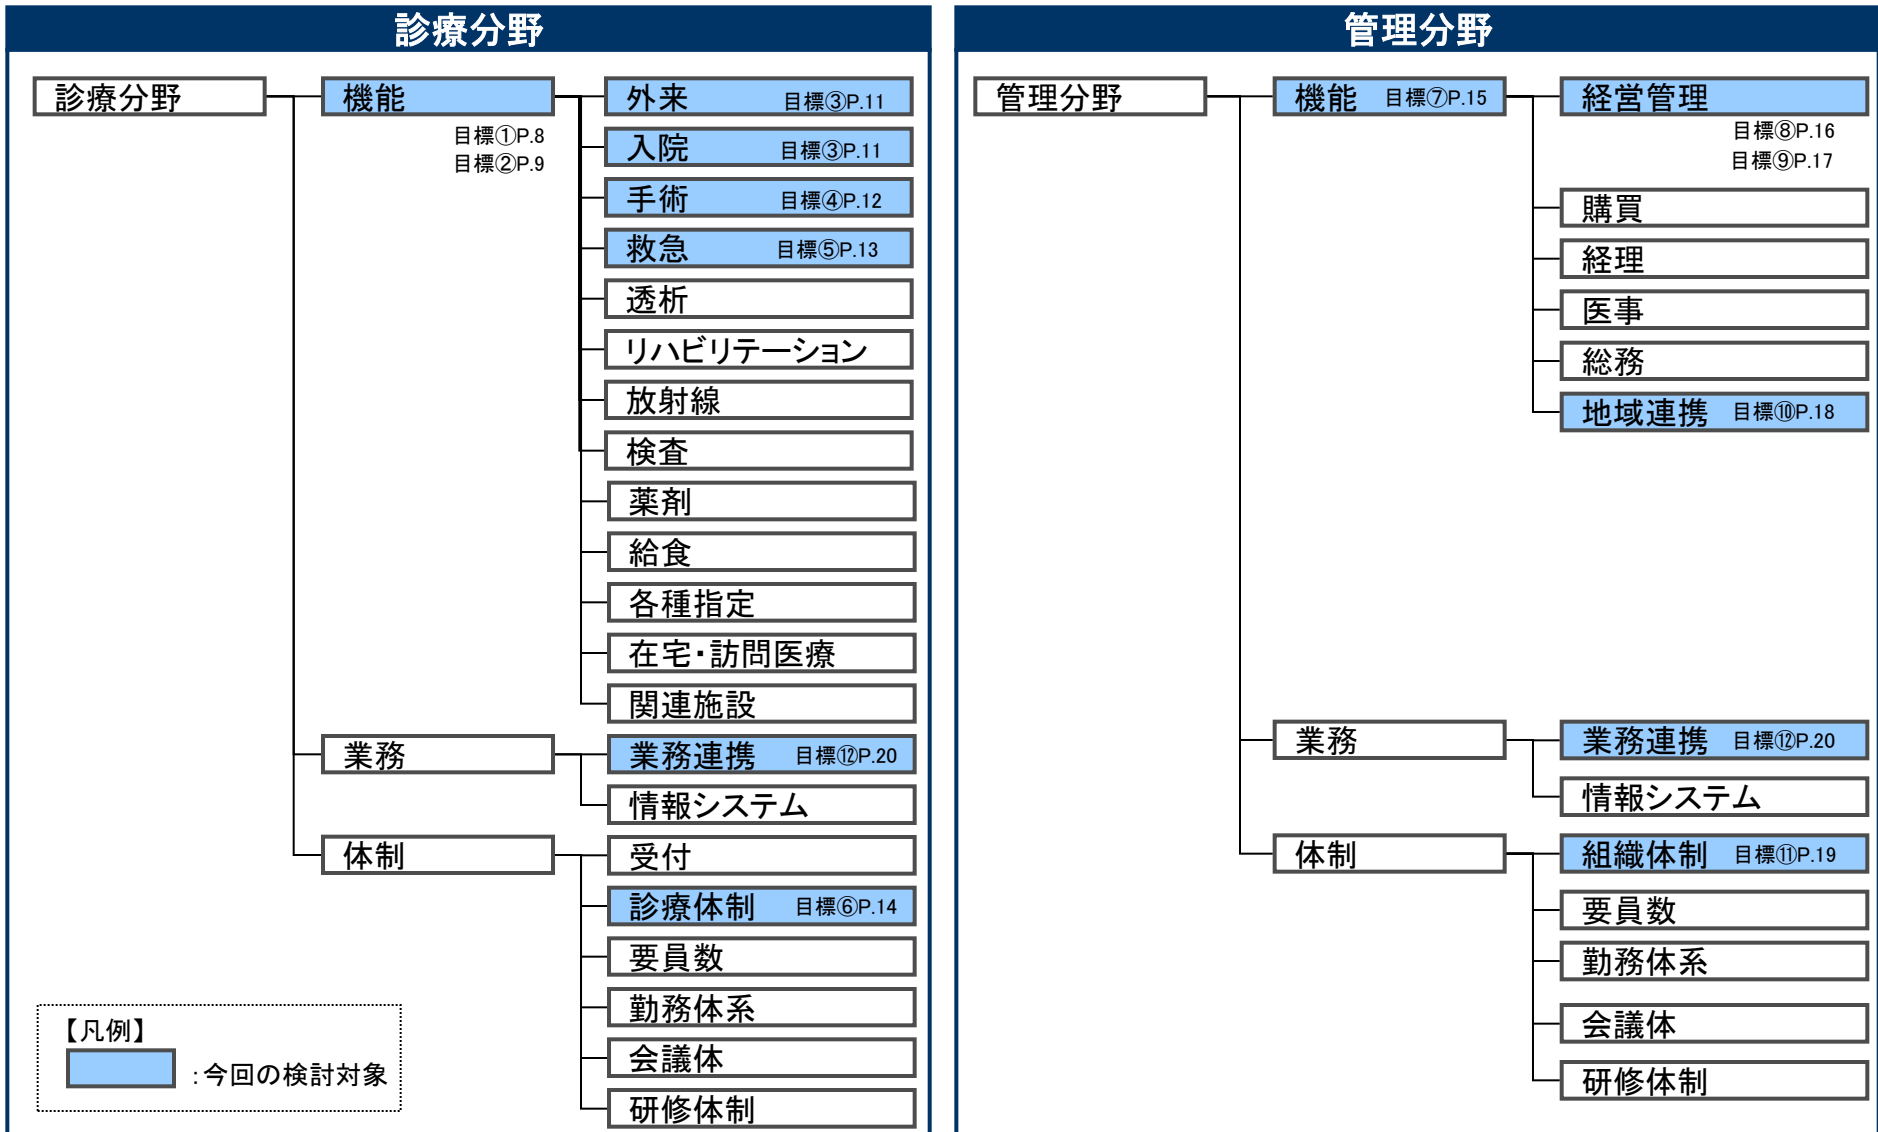 診療分野
診療分野
機能
目標①P.8
目標②P.9
外来 目標③P.11
入院 目標③P.11
手術 目標④P.12
救急 目標⑤P.13
透析
リハビリテーション
放射線
検査
薬剤
給食
各種指定
在宅・訪問医療
関連施設
業務
業務連携 目標⑫P.20
情報システム
体制
受付
診療体制 目標⑥P.14
要員数
勤務体系
会議体
研修体制
【凡例】
:今回の検討対象
管理分野
管理分野
機能 目標⑦P.15
経営管理
目標⑧P.16
目標⑨P.17
購買
経理
医事
総務
地域連携 目標⑩P.18
業務
業務連携 目標⑫P.20
情報システム
体制
組織体制 目標⑪P.19
要員数
勤務体系
会議体
研修体制